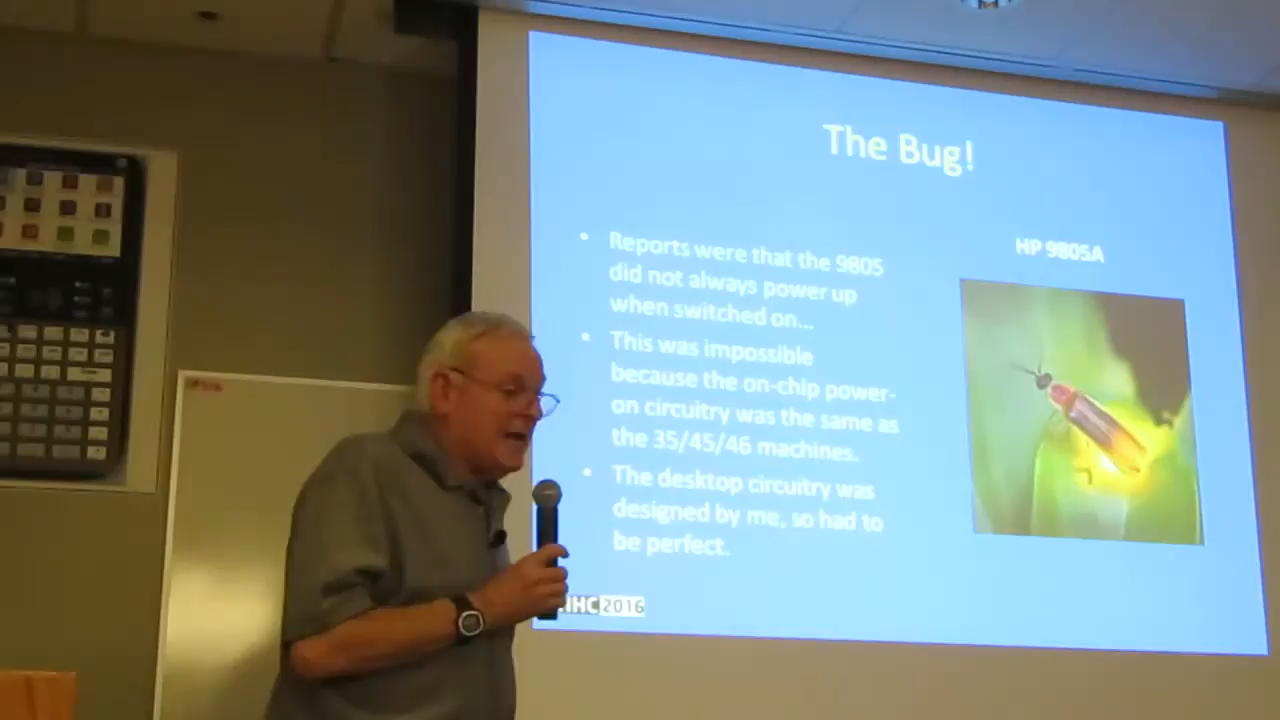 The Bug!
HP 9805A
• Reports were that the 9805
did not always power up
when switched on...
• This was impossible
because the on-chip power-
on circuitry was the same as
the 35/45/46 machines.
• The desktop circuitry was
designed by me, so had to
be perfect.
HHC 2016